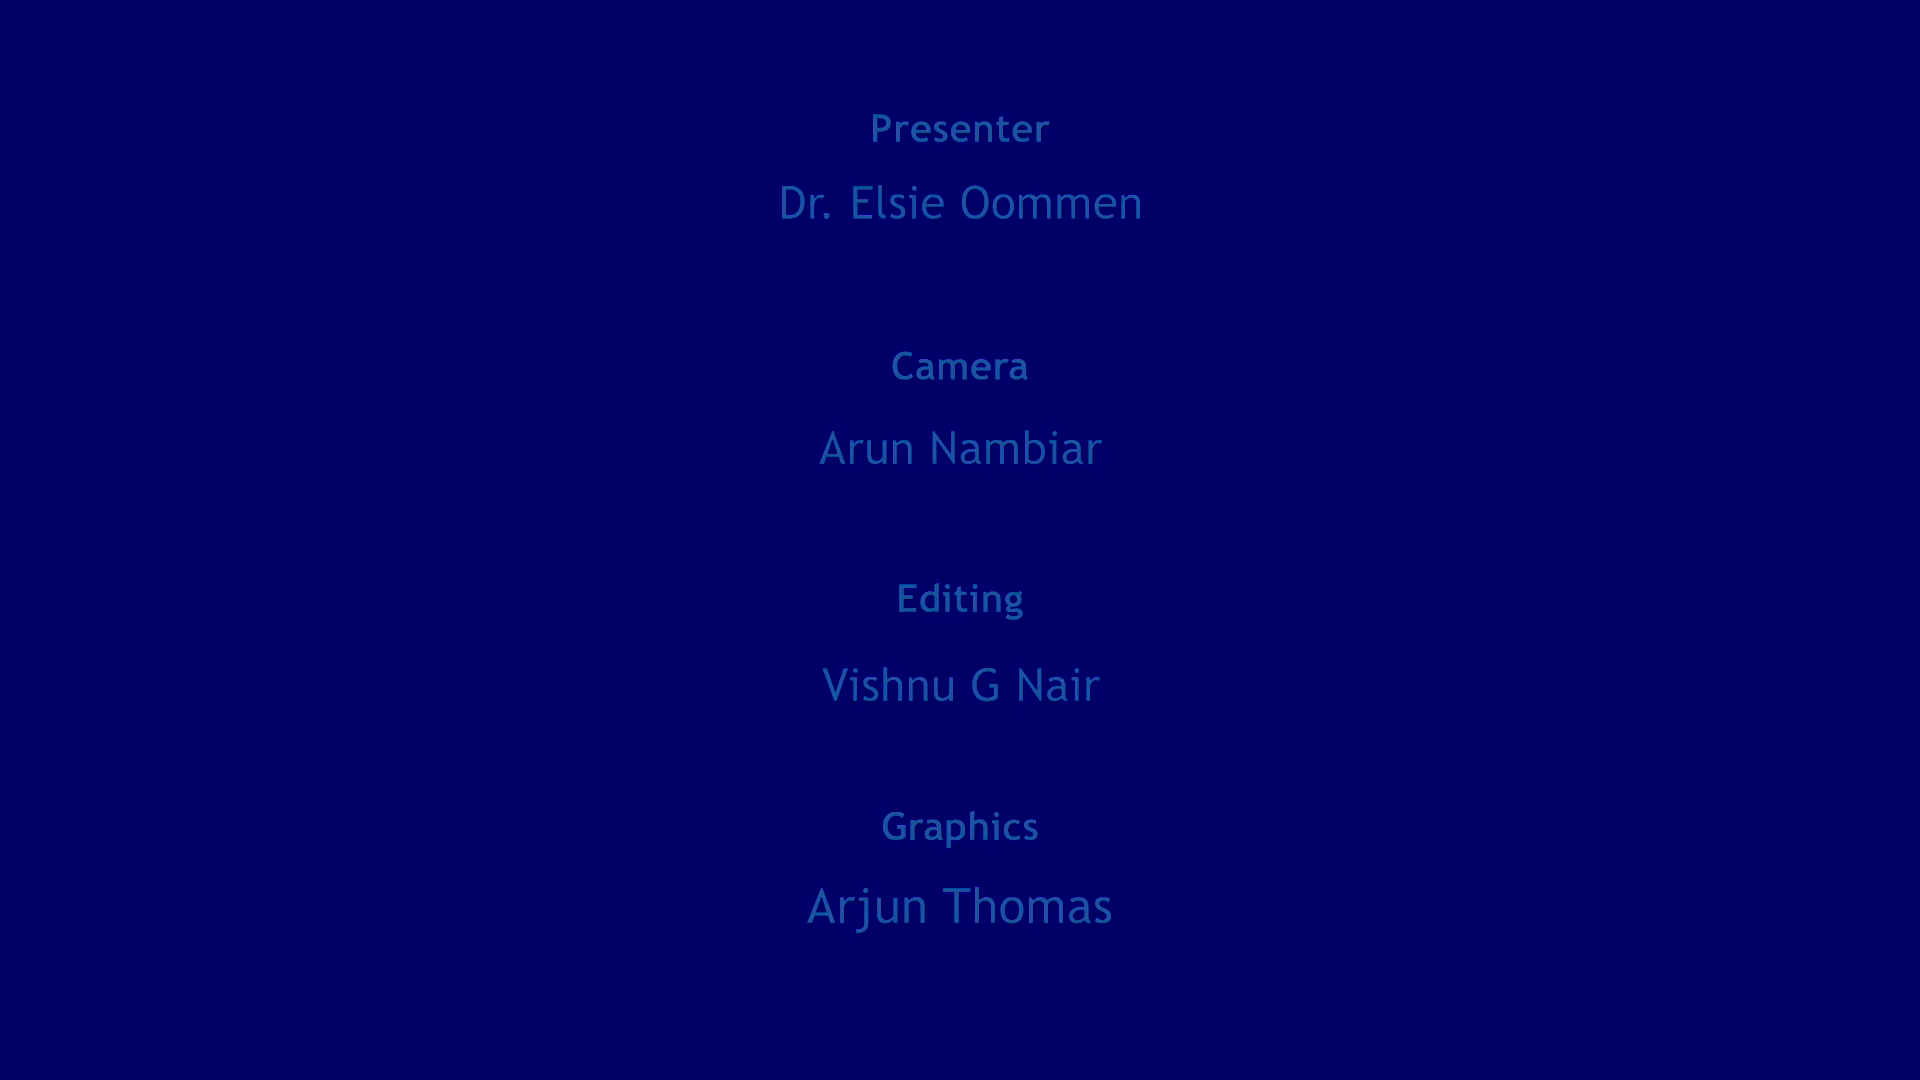 Presenter
Dr. Elsie Oommen
Camera
Arun Nambiar
Editing
Vishnu G Nair
Graphics
Arjun Thomas